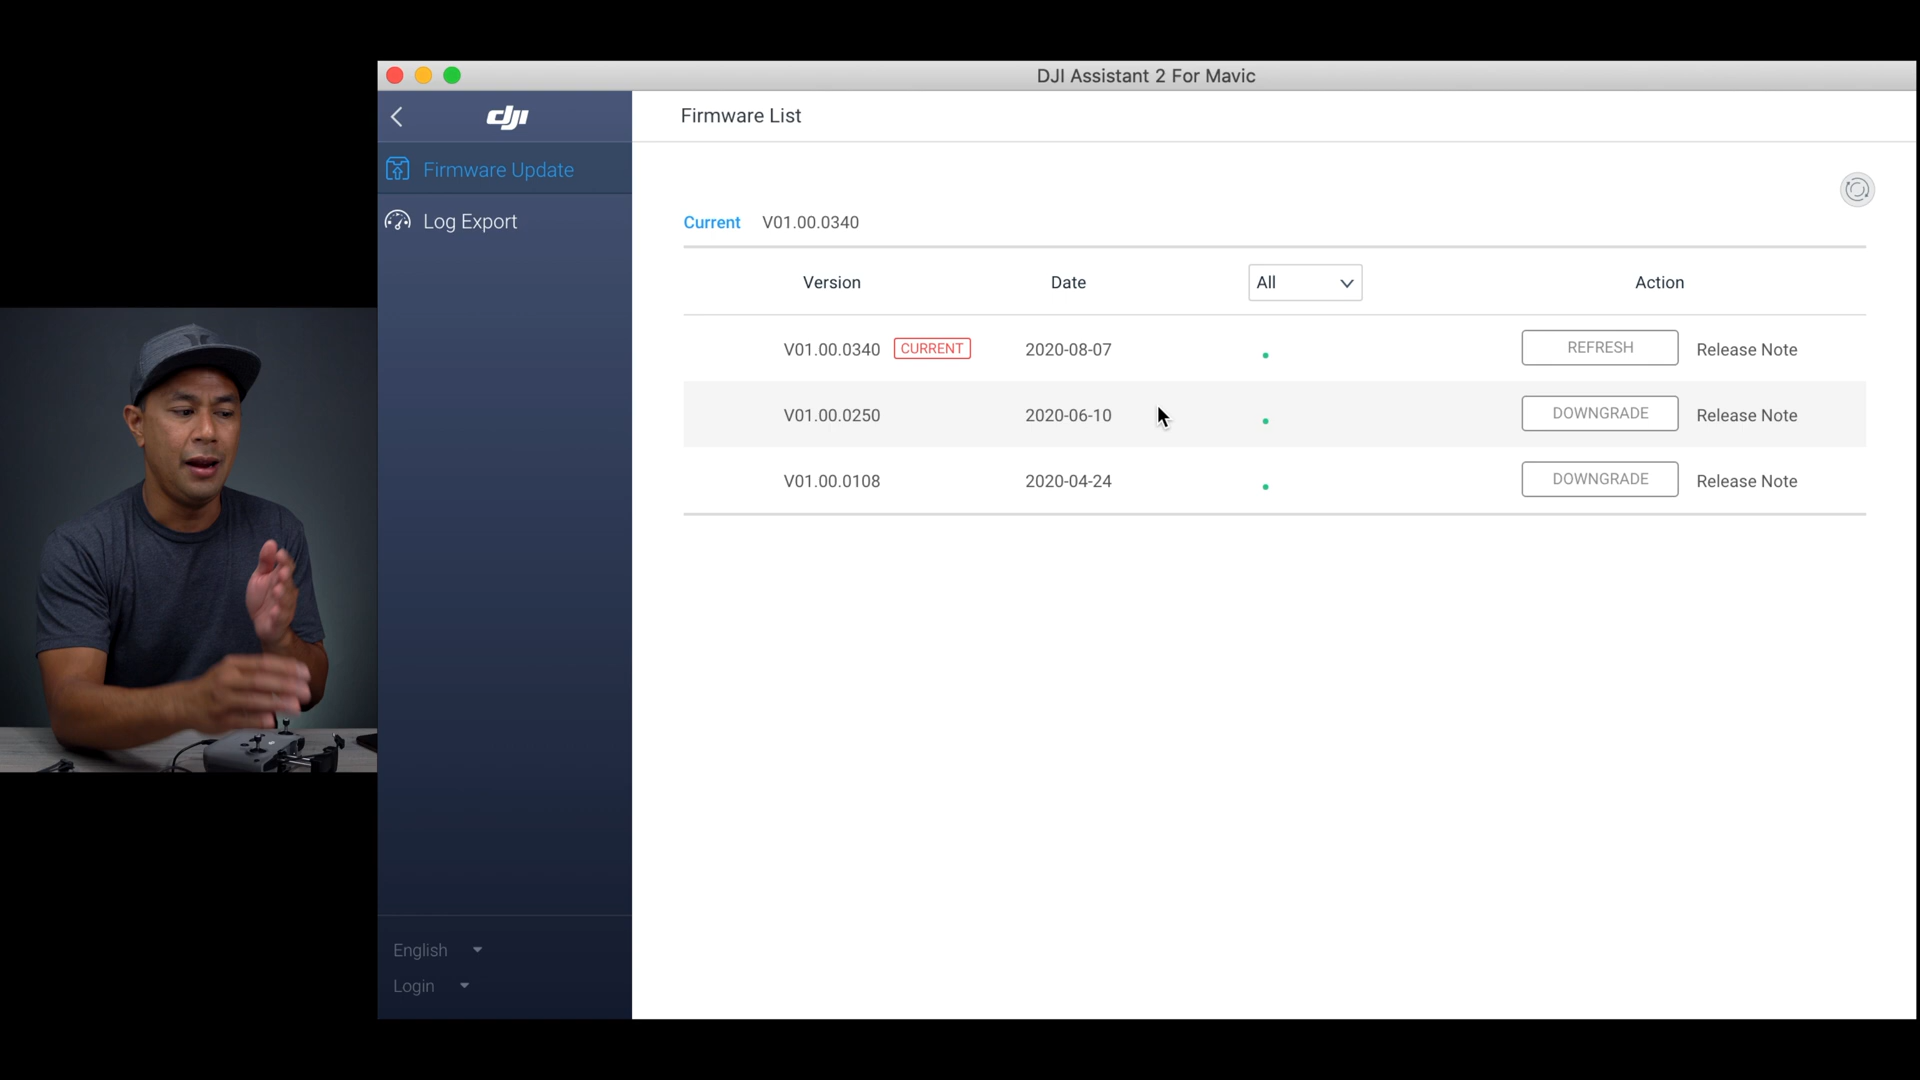 DJI Assistant 2 For Mavic
dji
Firmware List
Firmware Update
Log Export
Current V01.00.0340
Version Date All Action
V01.00.0340 CURRENT 2020-08-07 REFRESH Release Note
V01.00.0250 2020-06-10 DOWNGRADE Release Note
V01.00.0108 2020-04-24 DOWNGRADE Release Note
English
Login